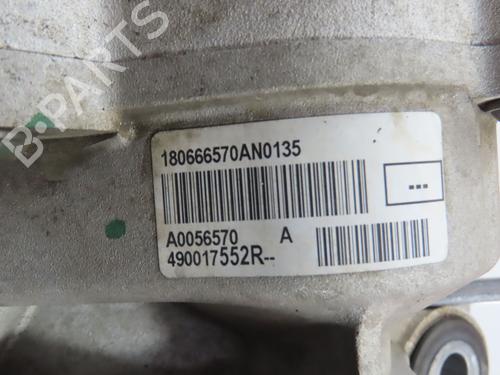 B-PARTS
180666570AN0135
---
A0056570 A
490017552R--